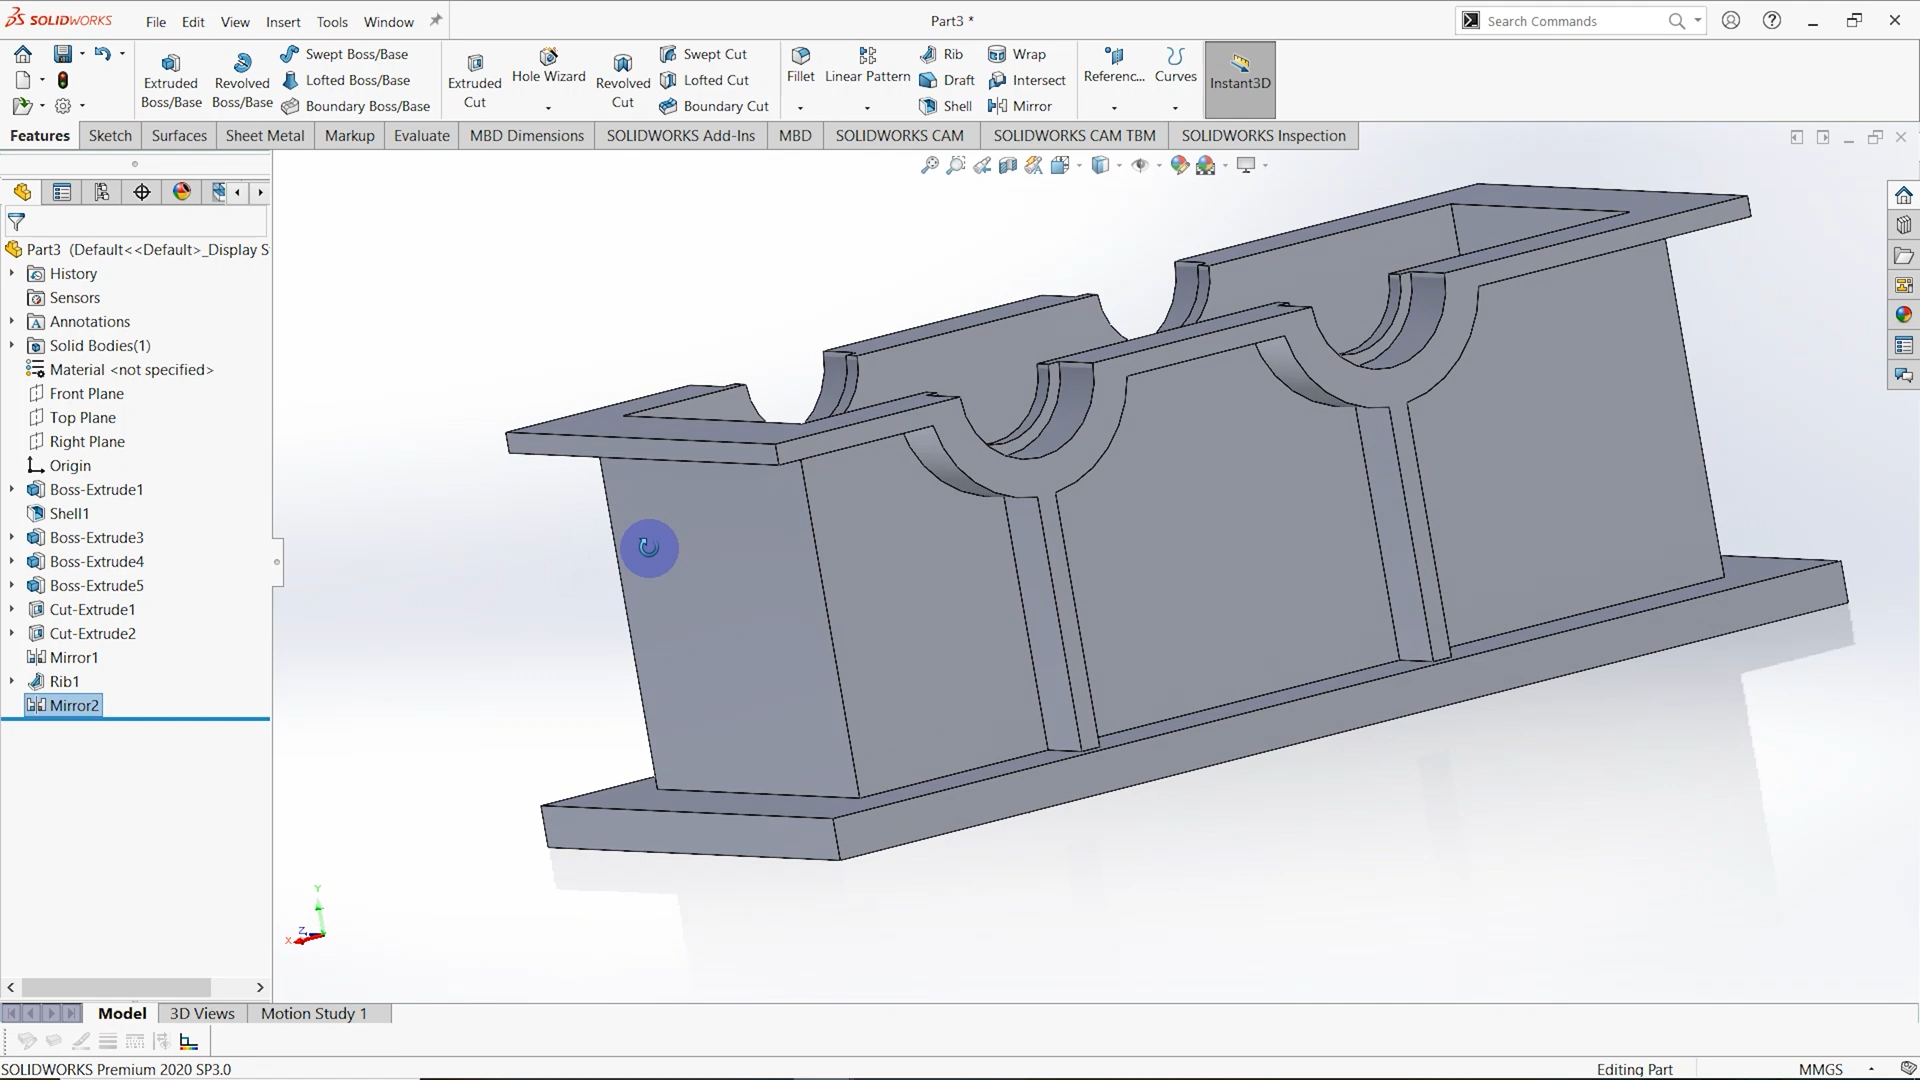 SOLIDWORKS
File Edit View Insert Tools Window
Part3 *
Search Commands
Extruded Boss/Base
Revolved Boss/Base
Swept Boss/Base
Lofted Boss/Base
Boundary Boss/Base
Extruded Cut
Hole Wizard
Revolved Cut
Swept Cut
Lofted Cut
Boundary Cut
Fillet
Linear Pattern
Rib
Draft
Shell
Wrap
Intersect
Mirror
Referenc...
Curves
Instant3D
Features Sketch Surfaces Sheet Metal Markup Evaluate MBD Dimensions SOLIDWORKS Add-Ins MBD SOLIDWORKS CAM SOLIDWORKS CAM TBM SOLIDWORKS Inspection
Part3 (Default<<Default>_Display S
History
Sensors
Annotations
Solid Bodies(1)
Material <not specified>
Front Plane
Top Plane
Right Plane
Origin
Boss-Extrude1
Shell1
Boss-Extrude3
Boss-Extrude4
Boss-Extrude5
Cut-Extrude1
Cut-Extrude2
Mirror1
Rib1
Mirror2
Y
Z
X
Model 3D Views Motion Study 1
SOLIDWORKS Premium 2020 SP3.0
Editing Part
MMGS